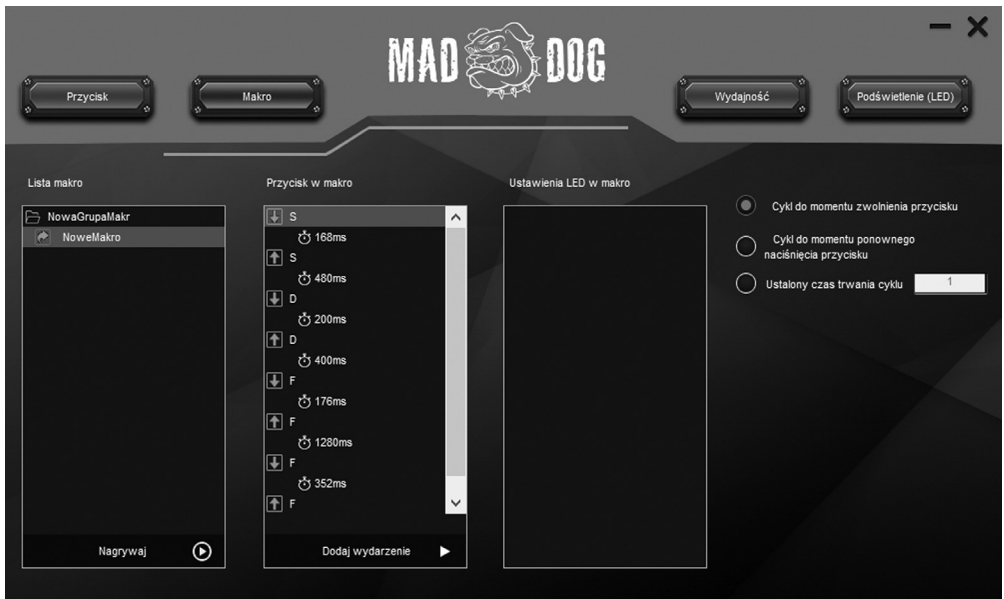 MAD DOG
Przycisk
Makro
Wydajność
Podświetlenie (LED)
Lista makro
Przycisk w makro
Ustawienia LED w makro
NowaGrupaMakr
NoweMakro
Nagrywaj
S
168ms
S
480ms
D
200ms
D
400ms
F
176ms
F
1280ms
F
352ms
F
Dodaj wydarzenie
Cykl do momentu zwolnienia przycisku
Cykl do momentu ponownego
naciśnięcia przycisku
Ustalony czas trwania cyklu
1